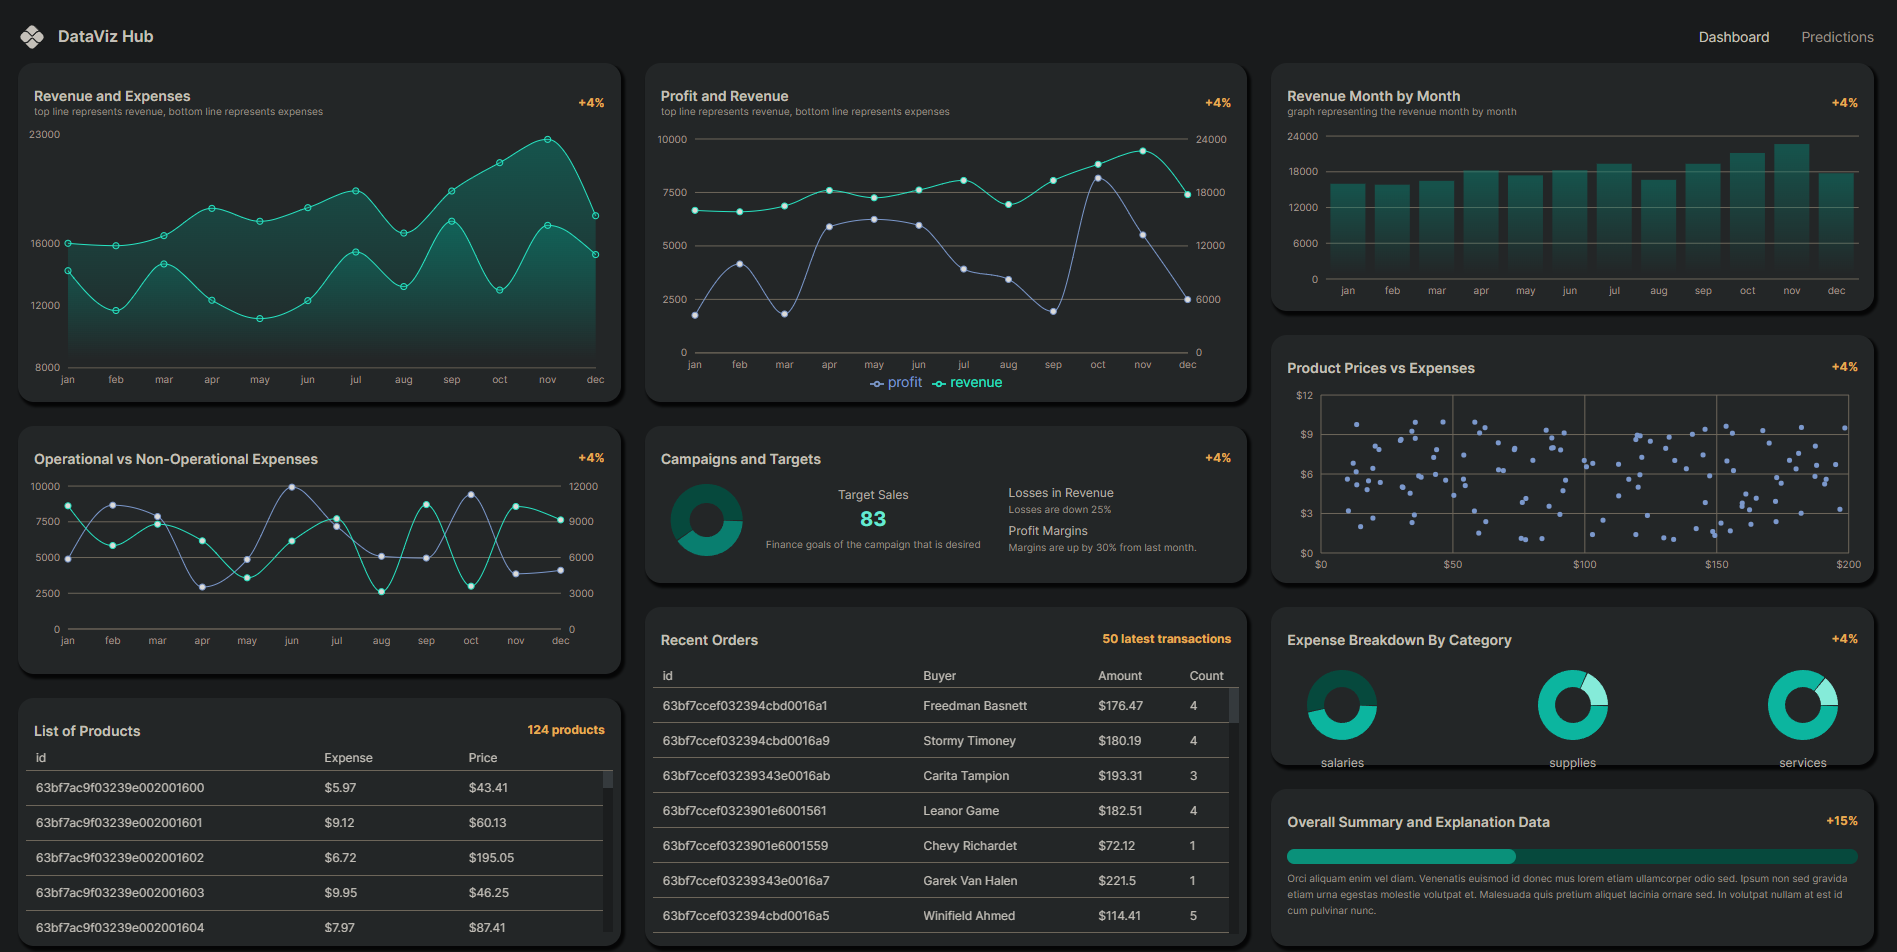 DataViz Hub
Dashboard Predictions
Revenue and Expenses
top line represents revenue, bottom line represents expenses
+4%
23000
16000
12000
8000
jan feb mar apr may jun jul aug sep oct nov dec
Profit and Revenue
top line represents revenue, bottom line represents expenses
+4%
10000 24000
7500 18000
5000 12000
2500 6000
0 0
jan feb mar apr may jun jul aug sep oct nov dec
profit revenue
Revenue Month by Month
graph representing the revenue month by month
+4%
24000
18000
12000
6000
0
jan feb mar apr may jun jul aug sep oct nov dec
Operational vs Non-Operational Expenses
+4%
10000 12000
7500 9000
5000 6000
2500 3000
0 0
jan feb mar apr may jun jul aug sep oct nov dec
Campaigns and Targets
+4%
Target Sales
83
Finance goals of the campaign that is desired
Losses in Revenue
Losses are down 25%
Profit Margins
Margins are up by 30% from last month.
Product Prices vs Expenses
+4%
$12
$9
$6
$3
$0
$0 $50 $100 $150 $200
List of Products
124 products
id Expense Price
63bf7ac9f03239e002001600 $5.97 $43.41
63bf7ac9f03239e002001601 $9.12 $60.13
63bf7ac9f03239e002001602 $6.72 $195.05
63bf7ac9f03239e002001603 $9.95 $46.25
63bf7ac9f03239e002001604 $7.97 $87.41
Recent Orders
50 latest transactions
id Buyer Amount Count
63bf7ccef032394cbd0016a1 Freedman Basnett $176.47 4
63bf7ccef032394cbd0016a9 Stormy Timoney $180.19 4
63bf7ccef03239343e0016ab Carita Tampion $193.31 3
63bf7ccef0323901e6001561 Leanor Game $182.51 4
63bf7ccef0323901e6001559 Chevy Richardet $72.12 1
63bf7ccef03239343e0016a7 Garek Van Halen $221.5 1
63bf7ccef032394cbd0016a5 Winifield Ahmed $114.41 5
Expense Breakdown By Category
+4%
salaries supplies services
Overall Summary and Explanation Data
+15%
Orci aliquam enim vel diam. Venenatis euismod id donec mus lorem etiam ullamcorper odio sed. Ipsum non sed gravida
etiam urna egestas molestie volutpat et. Malesuada quis pretium aliquet lacinia ornare sed. In volutpat nullam at est id
cum pulvinar nunc.